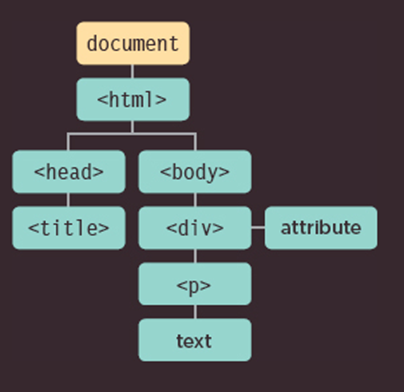 document
<html>
<head>
<body>
<title>
<div>
attribute
<p>
text